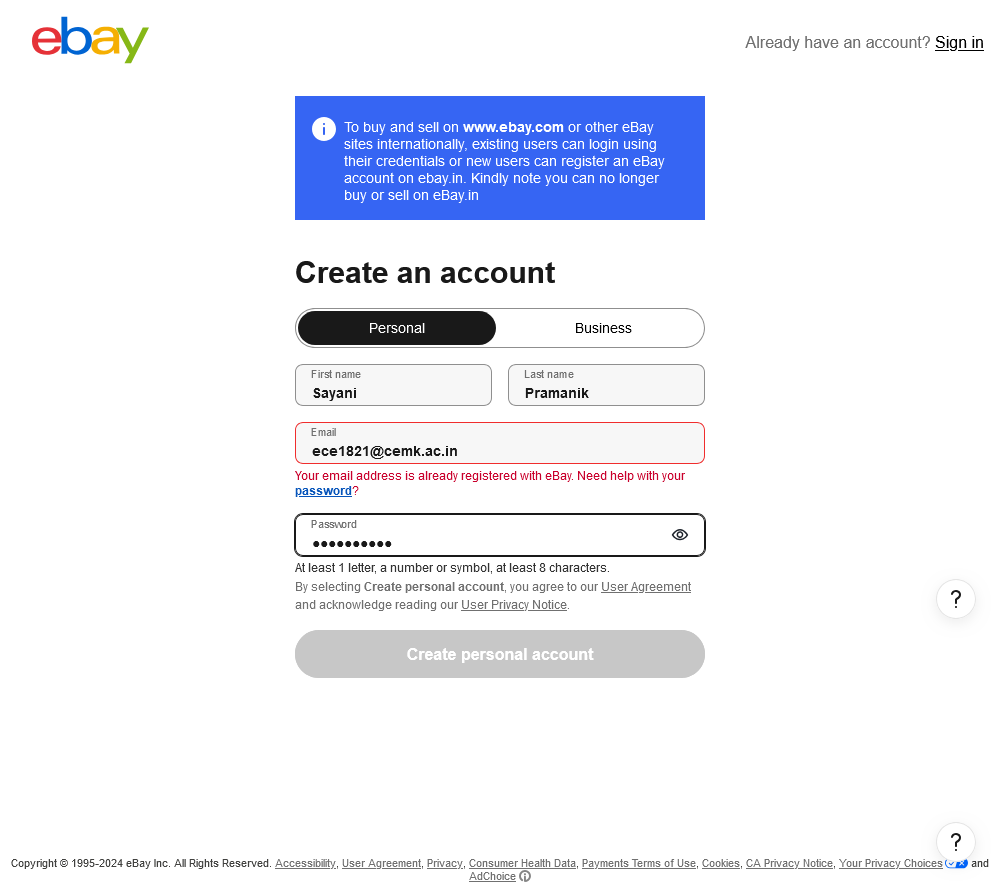 ebay
Already have an account? Sign in
i
To buy and sell on www.ebay.com or other eBay
sites internationally, existing users can login using
their credentials or new users can register an eBay
account on ebay.in. Kindly note you can no longer
buy or sell on eBay.in
Create an account
Personal
Business
First name
Sayani
Last name
Pramanik
Email
ece1821@cemk.ac.in
Your email address is already registered with eBay. Need help with your
password?
Password
●●●●●●●●●●
At least 1 letter, a number or symbol, at least 8 characters.
By selecting Create personal account, you agree to our User Agreement
and acknowledge reading our User Privacy Notice.
?
Create personal account
?
Copyright © 1995-2024 eBay Inc. All Rights Reserved. Accessibility, User Agreement, Privacy, Consumer Health Data, Payments Terms of Use, Cookies, CA Privacy Notice, Your Privacy Choices and
AdChoice